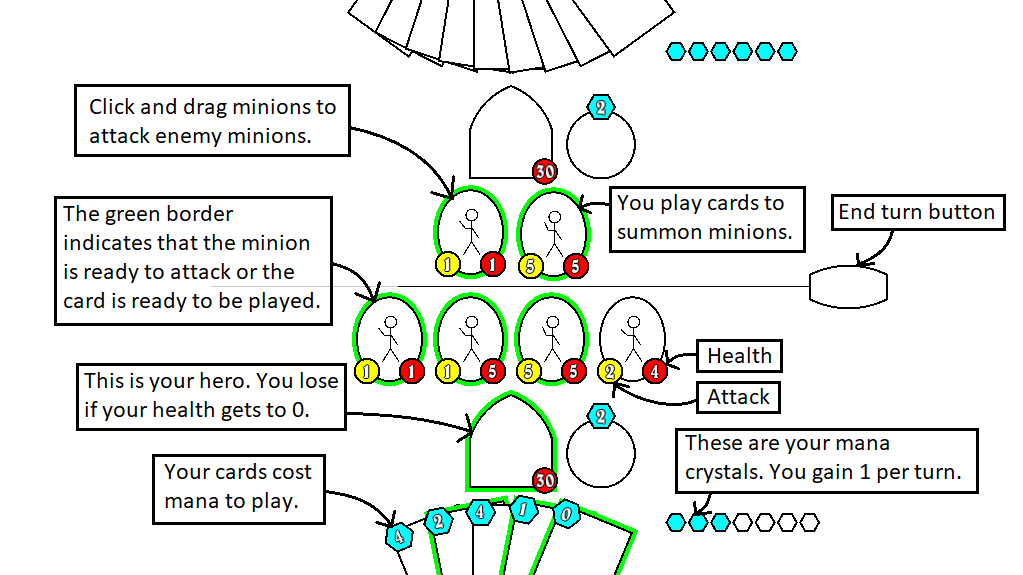 2
Click and drag minions to
attack enemy minions.
30
You play cards to
summon minions.
The green border
indicates that the minion
is ready to attack or the
card is ready to be played.
End turn button
1 1 5 5
1 1 1 5 5 5 2 4
Health
Attack
This is your hero. You lose
if your health gets to 0.
2
These are your mana
crystals. You gain 1 per turn.
Your cards cost
mana to play.
30
4 2 4 1 0